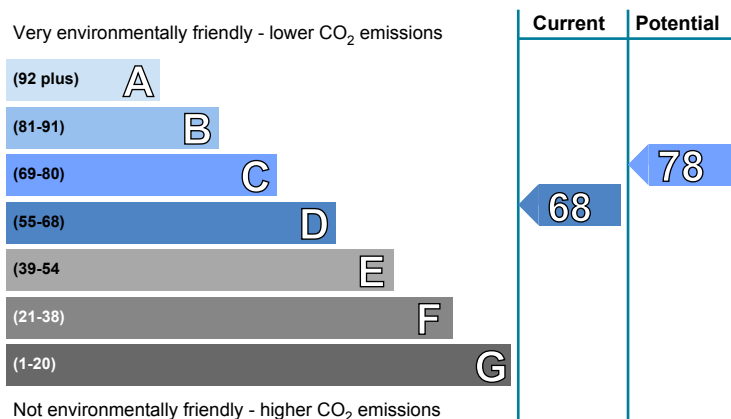 Current Potential
Very environmentally friendly - lower CO2 emissions
(92 plus) A
(81-91) B
(69-80) C
78
(55-68) D
68
(39-54 E
(21-38) F
(1-20) G
Not environmentally friendly - higher CO2 emissions